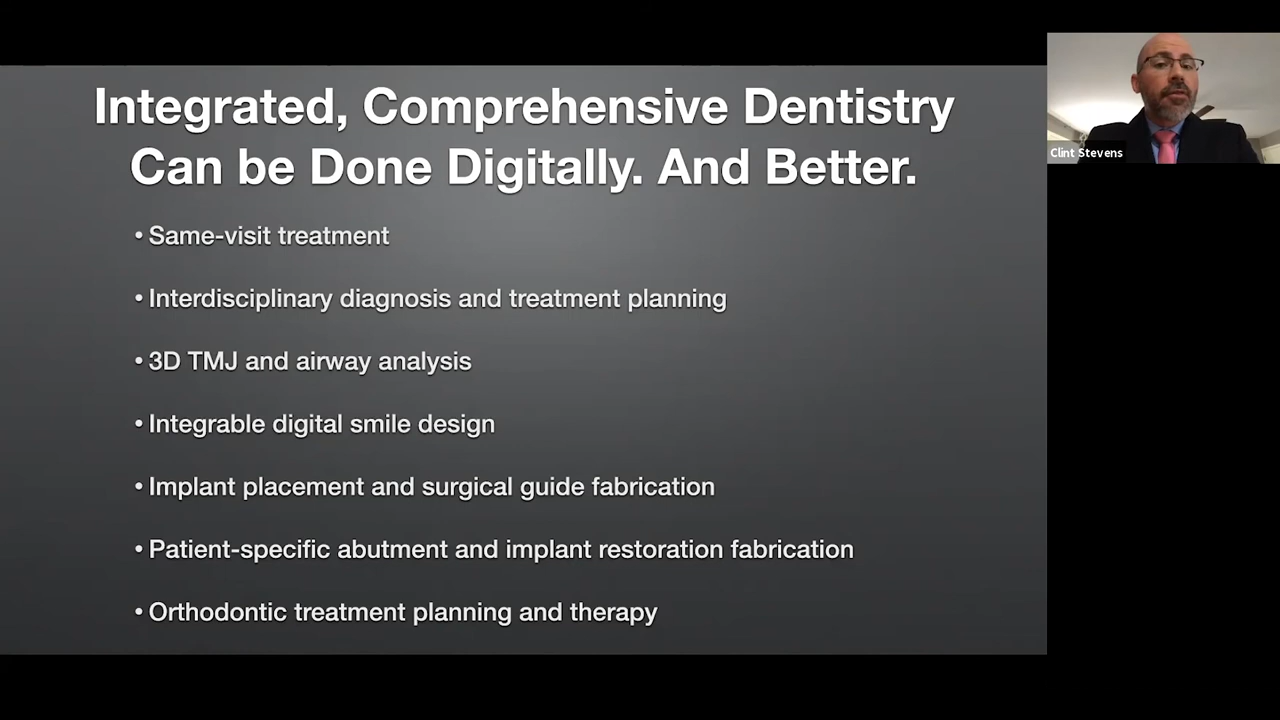 Integrated, Comprehensive Dentistry
Can be Done Digitally. And Better.
• Same-visit treatment
• Interdisciplinary diagnosis and treatment planning
• 3D TMJ and airway analysis
• Integrable digital smile design
• Implant placement and surgical guide fabrication
• Patient-specific abutment and implant restoration fabrication
• Orthodontic treatment planning and therapy
Clint Stevens